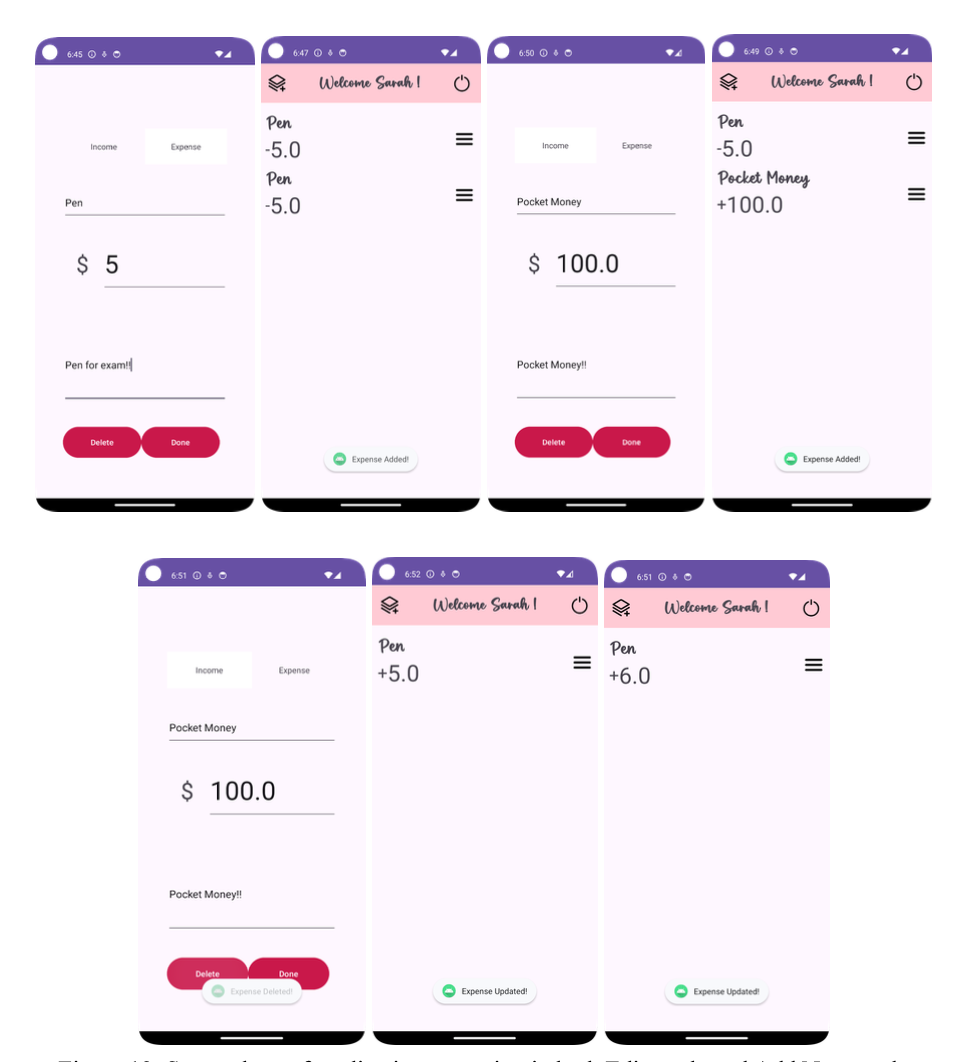 6:45
Income Expense
Pen
$ 5
Pen for exam!!
Delete Done
6:47
Welcome Sarah !
Pen
-5.0
Pen
-5.0
Expense Added!
6:50
Income Expense
Pocket Money
$ 100.0
Pocket Money!!
Delete Done
6:49
Welcome Sarah !
Pen
-5.0
Pocket Money
+100.0
Expense Added!
6:51
Income Expense
Pocket Money
$ 100.0
Pocket Money!!
Delete Done
Expense Deleted!
6:52
Welcome Sarah !
Pen
+5.0
Expense Updated!
6:51
Welcome Sarah !
Pen
+6.0
Expense Updated!